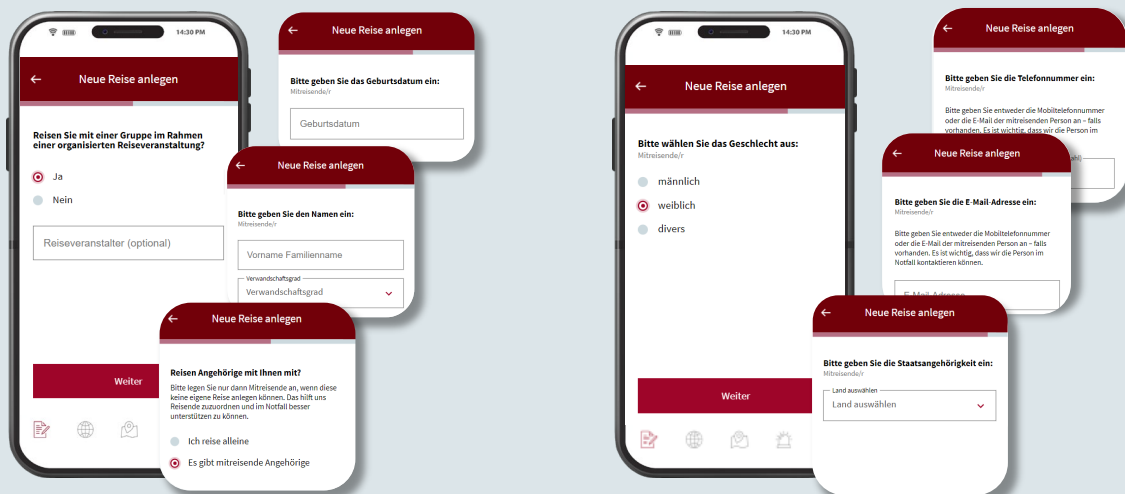 14:30 PM
Neue Reise anlegen
Reisen Sie mit einer Gruppe im Rahmen
einer organisierten Reiseveranstaltung?
Ja
Nein
Reiseveranstalter (optional)
Weiter
Neue Reise anlegen
Bitte geben Sie das Geburtsdatum ein:
Mitreisende/r
Geburtsdatum
Neue Reise anlegen
Bitte geben Sie den Namen ein:
Mitreisende/r
Vorname Familienname
Verwandschaftsgrad
Verwandschaftsgrad
Neue Reise anlegen
Reisen Angehörige mit Ihnen mit?
Bitte legen Sie nur dann Mitreisende an, wenn diese
keine eigene Reise anlegen können. Das hilft uns
Reisende zuzuordnen und im Notfall besser
unterstützen zu können.
Ich reise alleine
Es gibt mitreisende Angehörige
14:30 PM
Neue Reise anlegen
Bitte wählen Sie das Geschlecht aus:
Mitreisende/r
männlich
weiblich
divers
Weiter
Neue Reise anlegen
Bitte geben Sie die Telefonnummer ein:
Mitreisende/r
Bitte geben Sie entweder die Mobiltelefonnummer
oder die E-Mail der mitreisenden Person an – falls
vorhanden. Es ist wichtig, dass wir die Person im
Neue Reise anlegen
Bitte geben Sie die E-Mail-Adresse ein:
Mitreisende/r
Bitte geben Sie entweder die Mobiltelefonnummer
oder die E-Mail der mitreisenden Person an – falls
vorhanden. Es ist wichtig, dass wir die Person im
Notfall kontaktieren können.
E-Mail-Adresse
Neue Reise anlegen
Bitte geben Sie die Staatsangehörigkeit ein:
Mitreisende/r
Land auswählen
Land auswählen